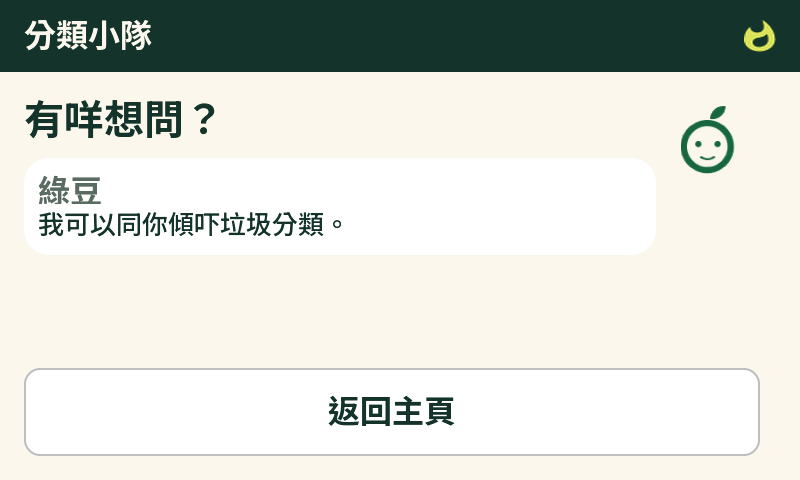 分類小隊
有咩想問？
綠豆
我可以同你傾吓垃圾分類。
返回主頁